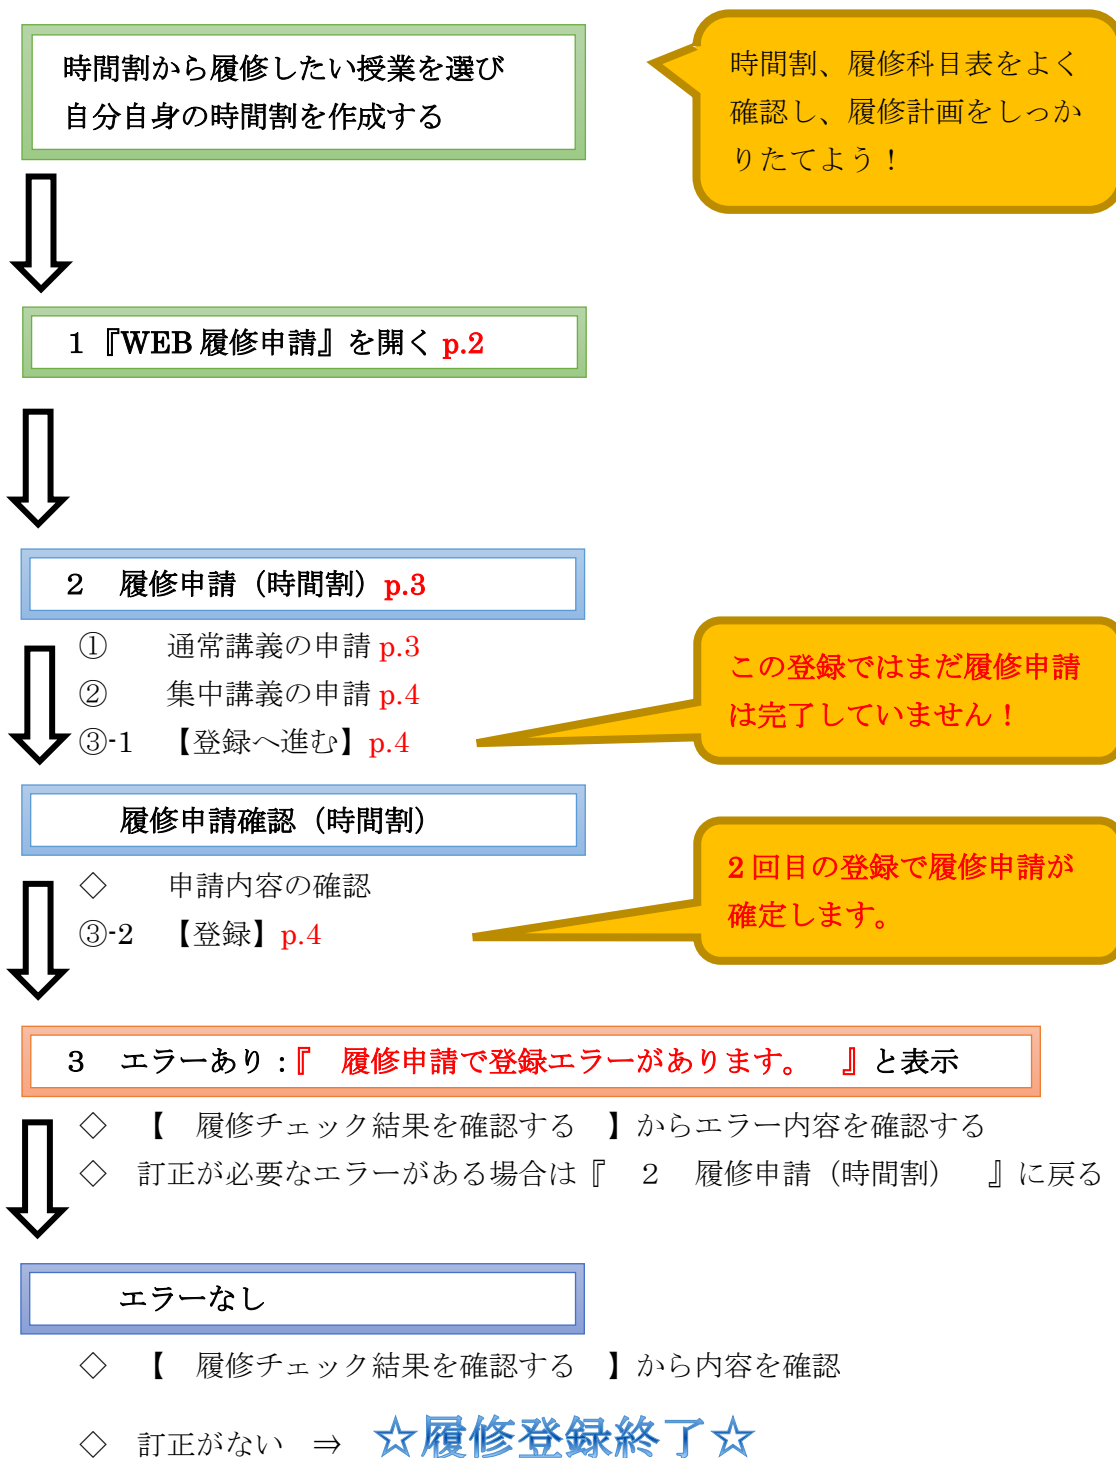 時間割から履修したい授業を選び
自分自身の時間割を作成する
時間割、履修科目表をよく
確認し、履修計画をしっか
りたてよう！
１『WEB 履修申請』を開く p.2
２　履修申請（時間割）p.3
①　通常講義の申請 p.3
②　集中講義の申請 p.4
③-1　【登録へ進む】p.4
この登録ではまだ履修申請
は完了していません！
履修申請確認（時間割）
◇　申請内容の確認
③-2　【登録】p.4
2 回目の登録で履修申請が
確定します。
３　エラーあり：『　履修申請で登録エラーがあります。　』と表示
◇　【　履修チェック結果を確認する　】からエラー内容を確認する
◇　訂正が必要なエラーがある場合は『　２　履修申請（時間割）　』に戻る
エラーなし
◇　【　履修チェック結果を確認する　】から内容を確認
◇　訂正がない　⇒　☆履修登録終了☆